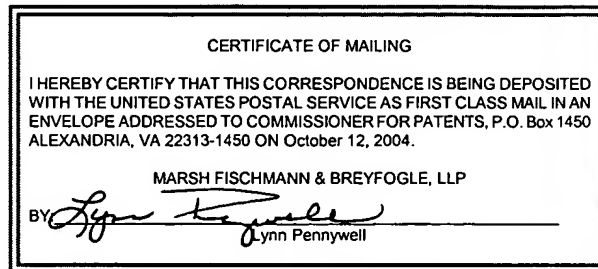 CERTIFICATE OF MAILING
I HEREBY CERTIFY THAT THIS CORRESPONDENCE IS BEING DEPOSITED
WITH THE UNITED STATES POSTAL SERVICE AS FIRST CLASS MAIL IN AN
ENVELOPE ADDRESSED TO COMMISSIONER FOR PATENTS, P.O. Box 1450
ALEXANDRIA, VA 22313-1450 ON October 12, 2004.
MARSH FISCHMANN & BREYFOGLE, LLP
BY: Lynn Pennywell
Lynn Pennywell